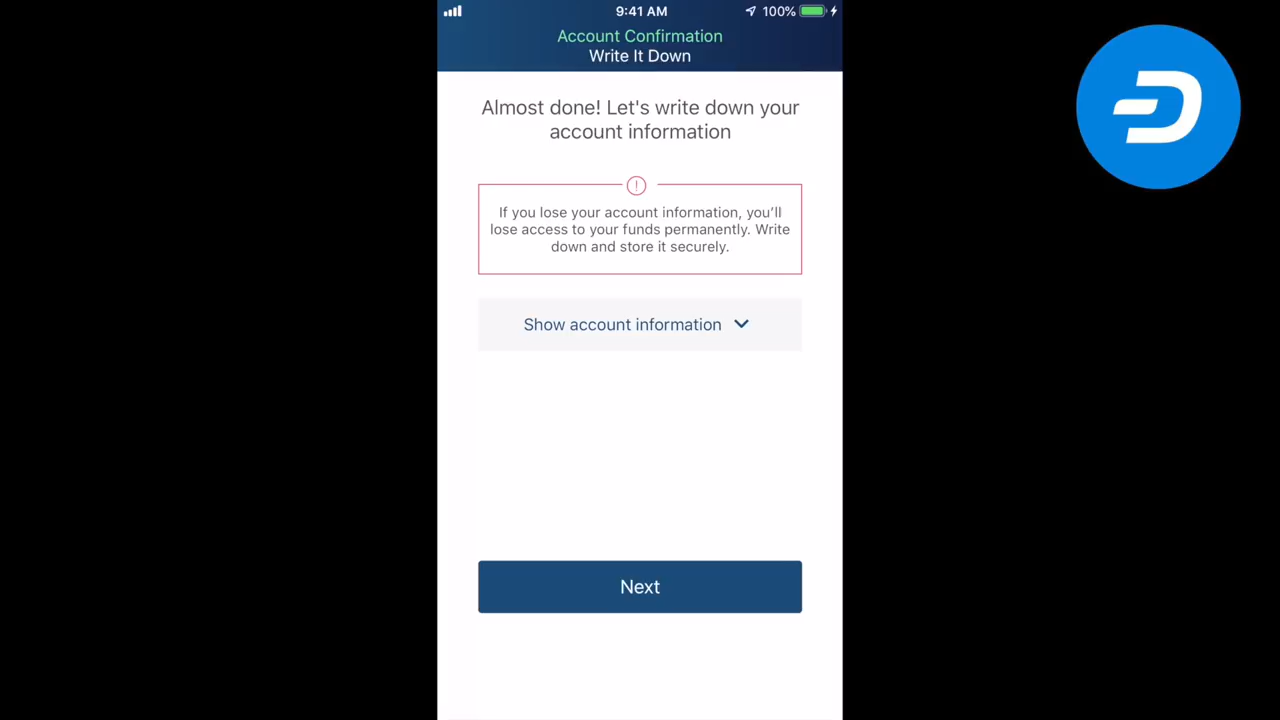 9:41 AM
100%
Account Confirmation
Write It Down
Almost done! Let's write down your
account information
!
If you lose your account information, you’ll
lose access to your funds permanently. Write
down and store it securely.
Show account information
Next